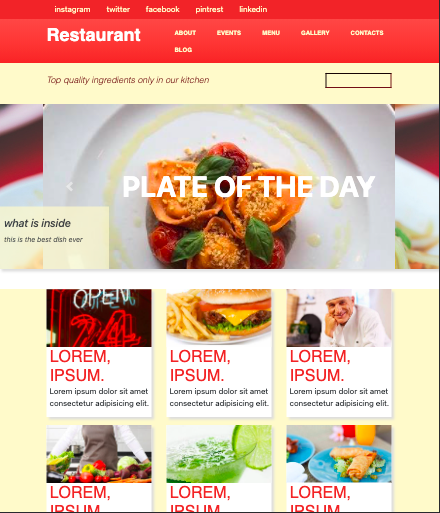 instagram twitter facebook pintrest linkedin
Restaurant
ABOUT EVENTS MENU GALLERY CONTACTS
BLOG
Top quality ingredients only in our kitchen
PLATE OF THE DAY
what is inside
this is the best dish ever
OPEN
24
LOREM,
IPSUM.
Lorem ipsum dolor sit amet
consectetur adipisicing elit.
LOREM,
IPSUM.
Lorem ipsum dolor sit amet
consectetur adipisicing elit.
LOREM,
IPSUM.
Lorem ipsum dolor sit amet
consectetur adipisicing elit.
LOREM,
IPSUM.
LOREM,
IPSUM.
LOREM,
IPSUM.